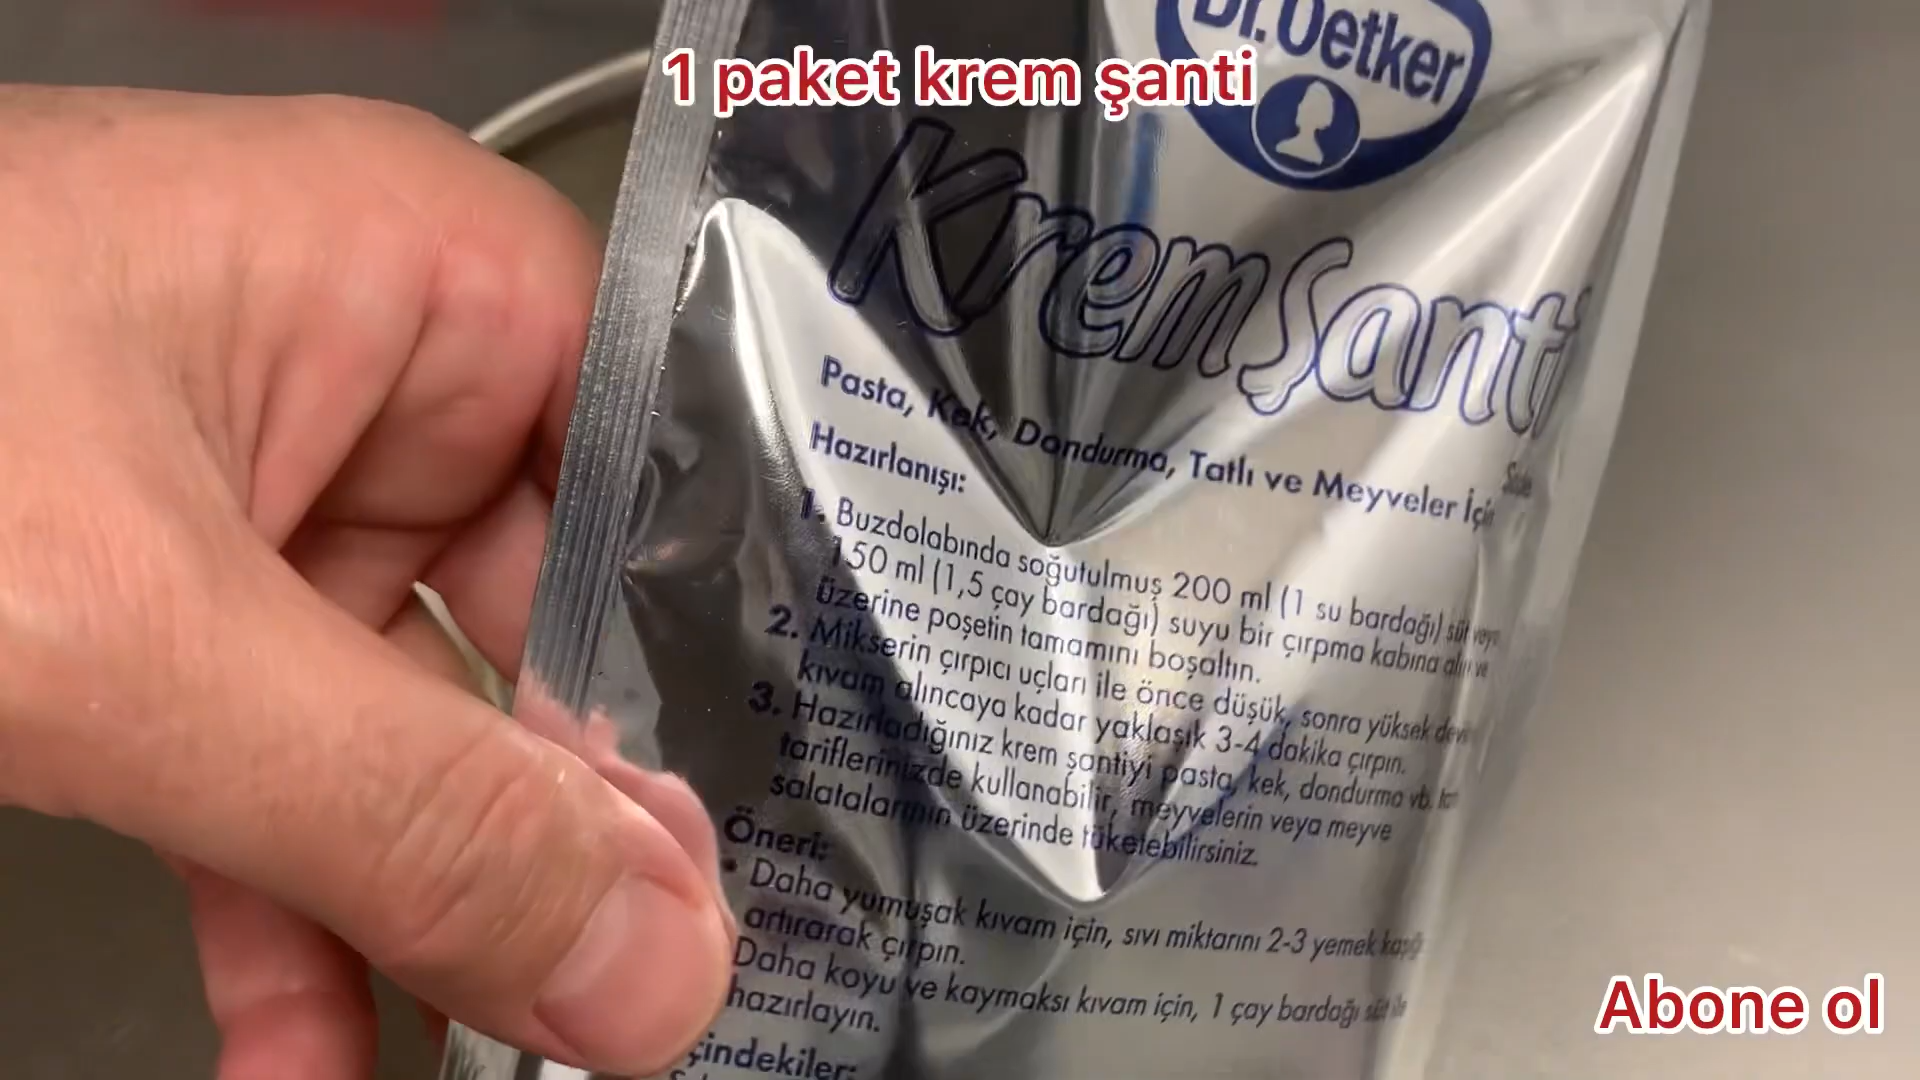 Dr. Oetker
1 paket krem şanti
Krem Şanti
Sade
Pasta, Kek, Dondurma, Tatlı ve Meyveler İçin
Hazırlanışı:
1. Buzdolabında soğutulmuş 200 ml (1 su bardağı) süt veya
150 ml (1,5 çay bardağı) suyu bir çırpma kabına alın ve
üzerine poşetin tamamını boşaltın.
2. Mikserin çırpıcı uçları ile önce düşük, sonra yüksek
kıvam alıncaya kadar yaklaşık 3-4 dakika çırpın.
3. Hazırladığınız krem şantiyi pasta, kek, dondurma vb.
tariflerinizde kullanabilir, meyvelerin veya meyve
salatalarının üzerinde tüketebilirsiniz.
Öneri:
• Daha yumuşak kıvam için, sıvı miktarını 2-3 yemek kaşığı
artırarak çırpın.
Daha koyu ve kaymaksı kıvam için, 1 çay bardağı süt ile
hazırlayın.
çindekiler:
Abone ol